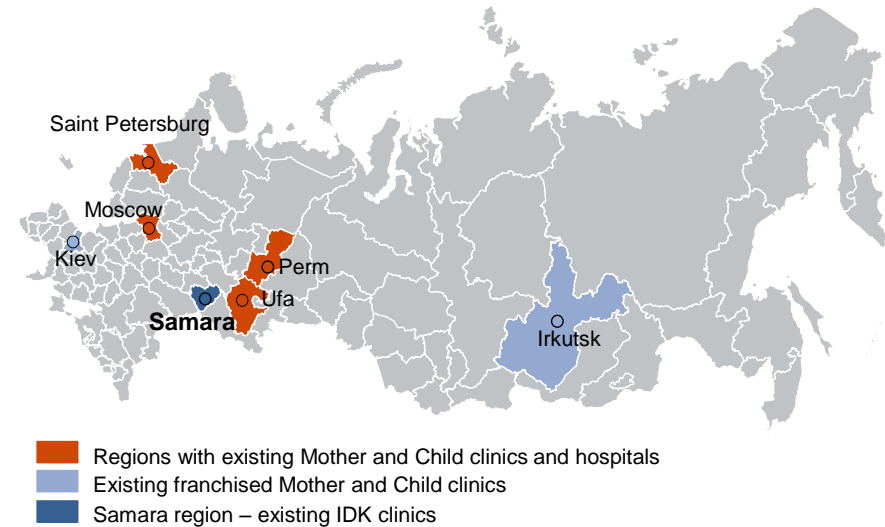 Saint Petersburg
Moscow
Kiev
Perm
Ufa
Samara
Irkutsk
Regions with existing Mother and Child clinics and hospitals
Existing franchised Mother and Child clinics
Samara region – existing IDK clinics